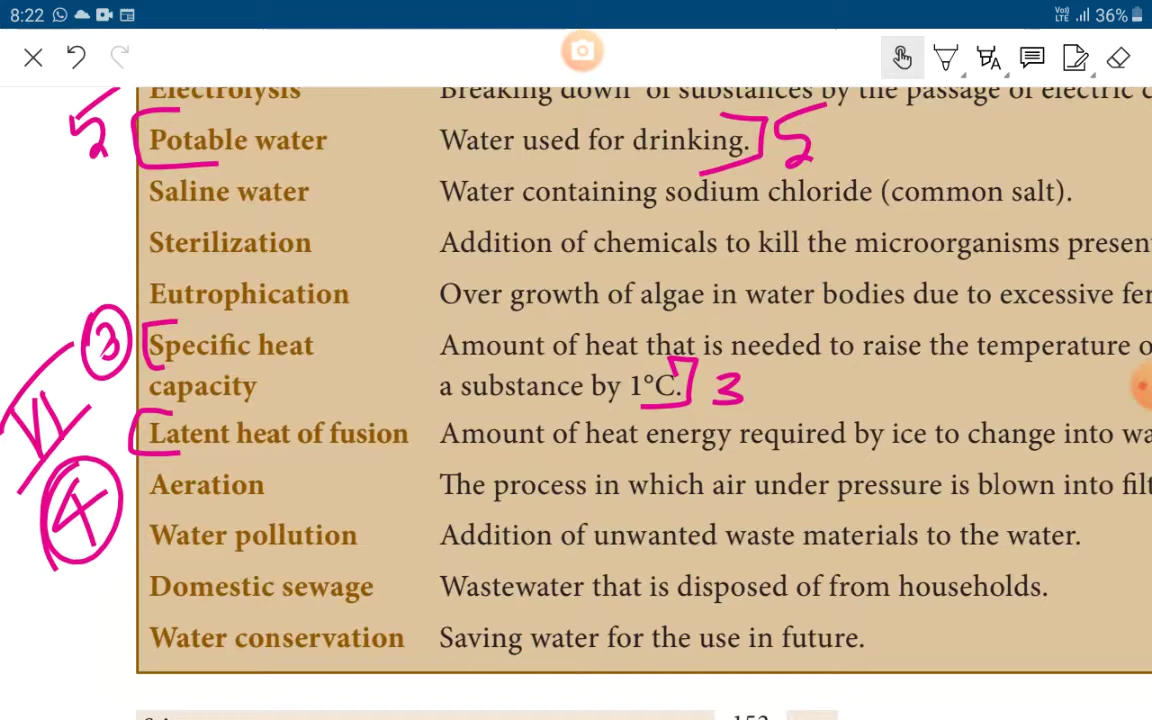 8:22 Vo) LTE 36%
Electrolysis Breaking down of substances by the passage of electric c
5 Potable water Water used for drinking. 5
Saline water Water containing sodium chloride (common salt).
Sterilization Addition of chemicals to kill the microorganisms present
Eutrophication Over growth of algae in water bodies due to excessive fer
3 Specific heat Amount of heat that is needed to raise the temperature o
capacity a substance by 1°C. 3
VI Latent heat of fusion Amount of heat energy required by ice to change into wa
4 Aeration The process in which air under pressure is blown into filt
Water pollution Addition of unwanted waste materials to the water.
Domestic sewage Wastewater that is disposed of from households.
Water conservation Saving water for the use in future.